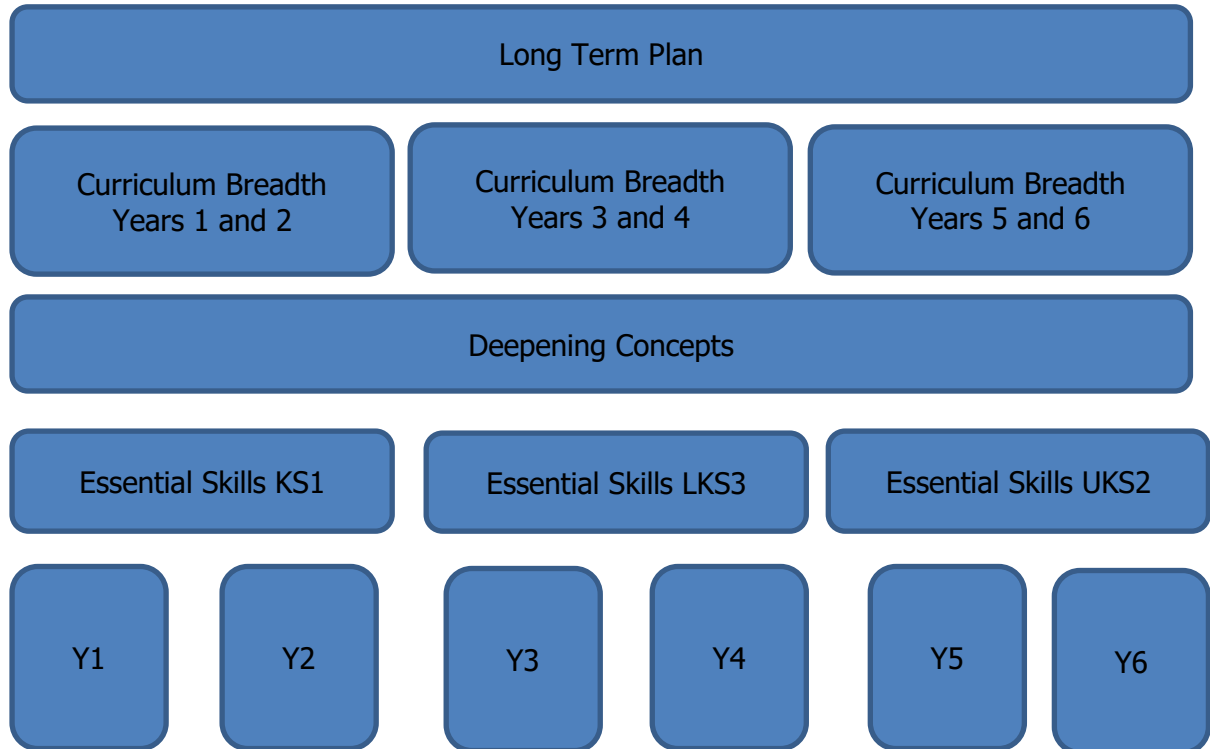 Long Term Plan
Curriculum Breadth
Years 1 and 2
Curriculum Breadth
Years 3 and 4
Curriculum Breadth
Years 5 and 6
Deepening Concepts
Essential Skills KS1
Essential Skills LKS3
Essential Skills UKS2
Y1
Y2
Y3
Y4
Y5
Y6